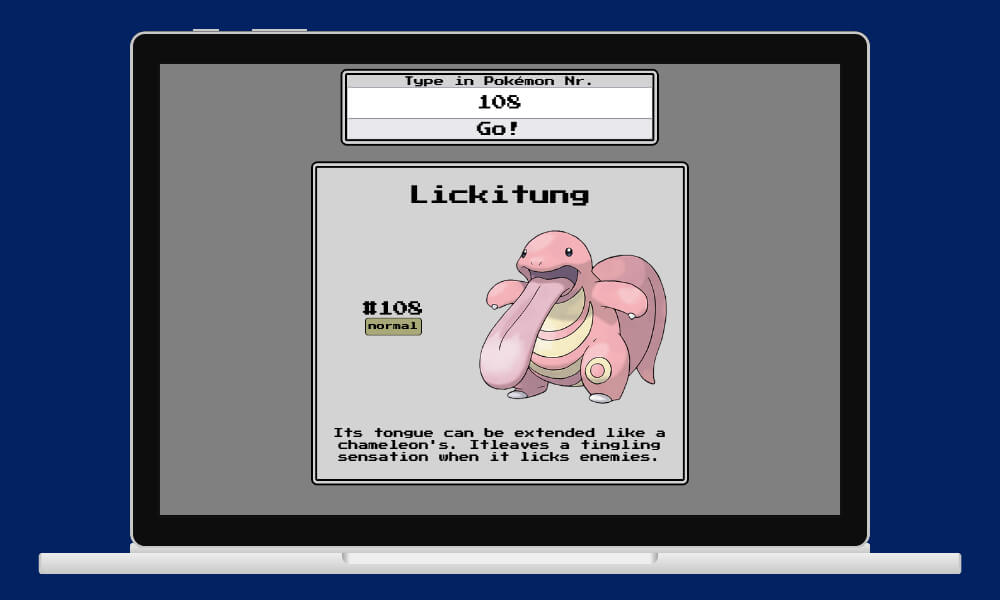 Type in Pokémon Nr.
108
Go!
Lickitung
#108
normal
Its tongue can be extended like a
chameleon's. Itleaves a tingling
sensation when it licks enemies.